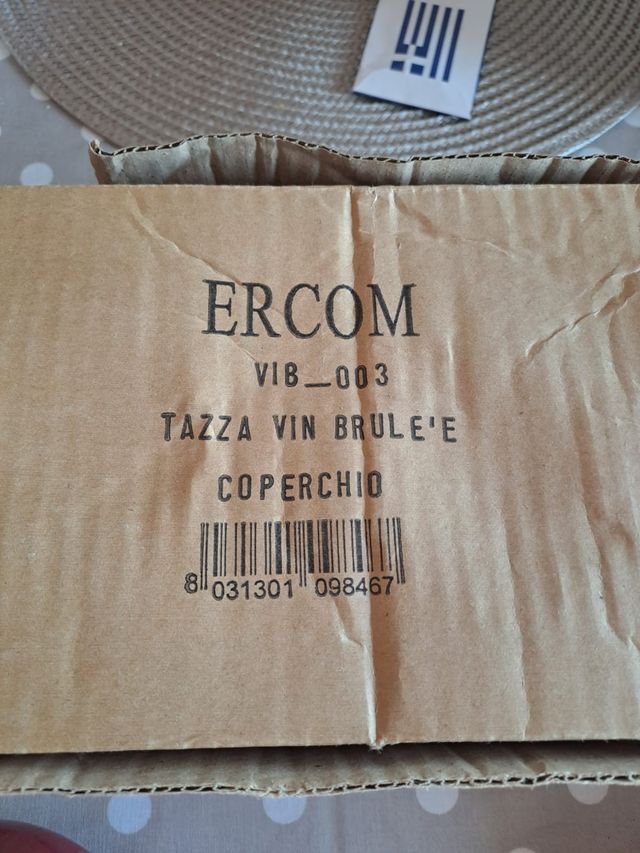 ERCOM
VIB_003
TAZZA VIN BRULE'E
COPERCHIO
8 031301 098467